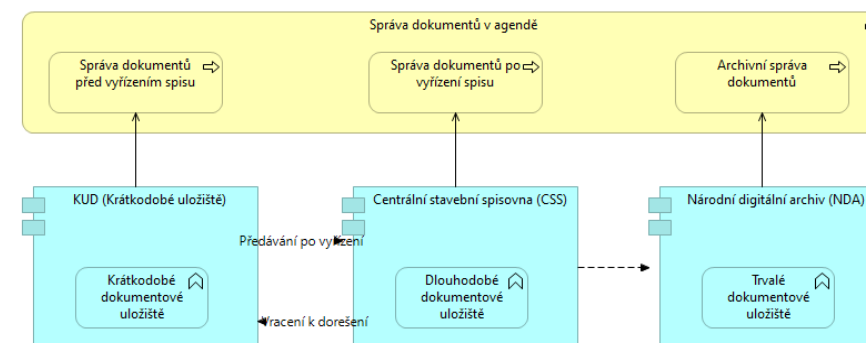 Správa dokumentů v agendě
Správa dokumentů
před vyřízením spisu
Správa dokumentů po
vyřízení spisu
Archivní správa
dokumentů
KUD (Krátkodobé uložiště)
Centrální stavební spisovna (CSS)
Národní digitální archiv (NDA)
Předávání po vyřízení
Krátkodobé
dokumentové
uložiště
Dlouhodobé
dokumentové
uložiště
Trvalé
dokumentové
uložiště
Vracení k dorešení